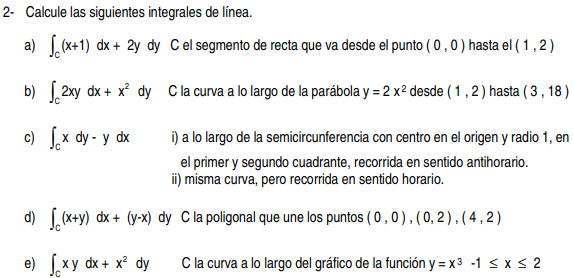 2- Calcule las siguientes integrales de línea.
a) ∫c (x+1) dx + 2y dy C el segmento de recta que va desde el punto ( 0 , 0 ) hasta el ( 1 , 2 )
b) ∫c 2xy dx + x² dy C la curva a lo largo de la parábola y = 2 x² desde ( 1 , 2 ) hasta ( 3 , 18 )
c) ∫c x dy - y dx i) a lo largo de la semicircunferencia con centro en el origen y radio 1, en
el primer y segundo cuadrante, recorrida en sentido antihorario.
ii) misma curva, pero recorrida en sentido horario.
d) ∫c (x+y) dx + (y-x) dy C la poligonal que une los puntos ( 0 , 0 ) , ( 0, 2 ) , ( 4 , 2 )
e) ∫c x y dx + x² dy C la curva a lo largo del gráfico de la función y = x³ -1 ≤ x ≤ 2